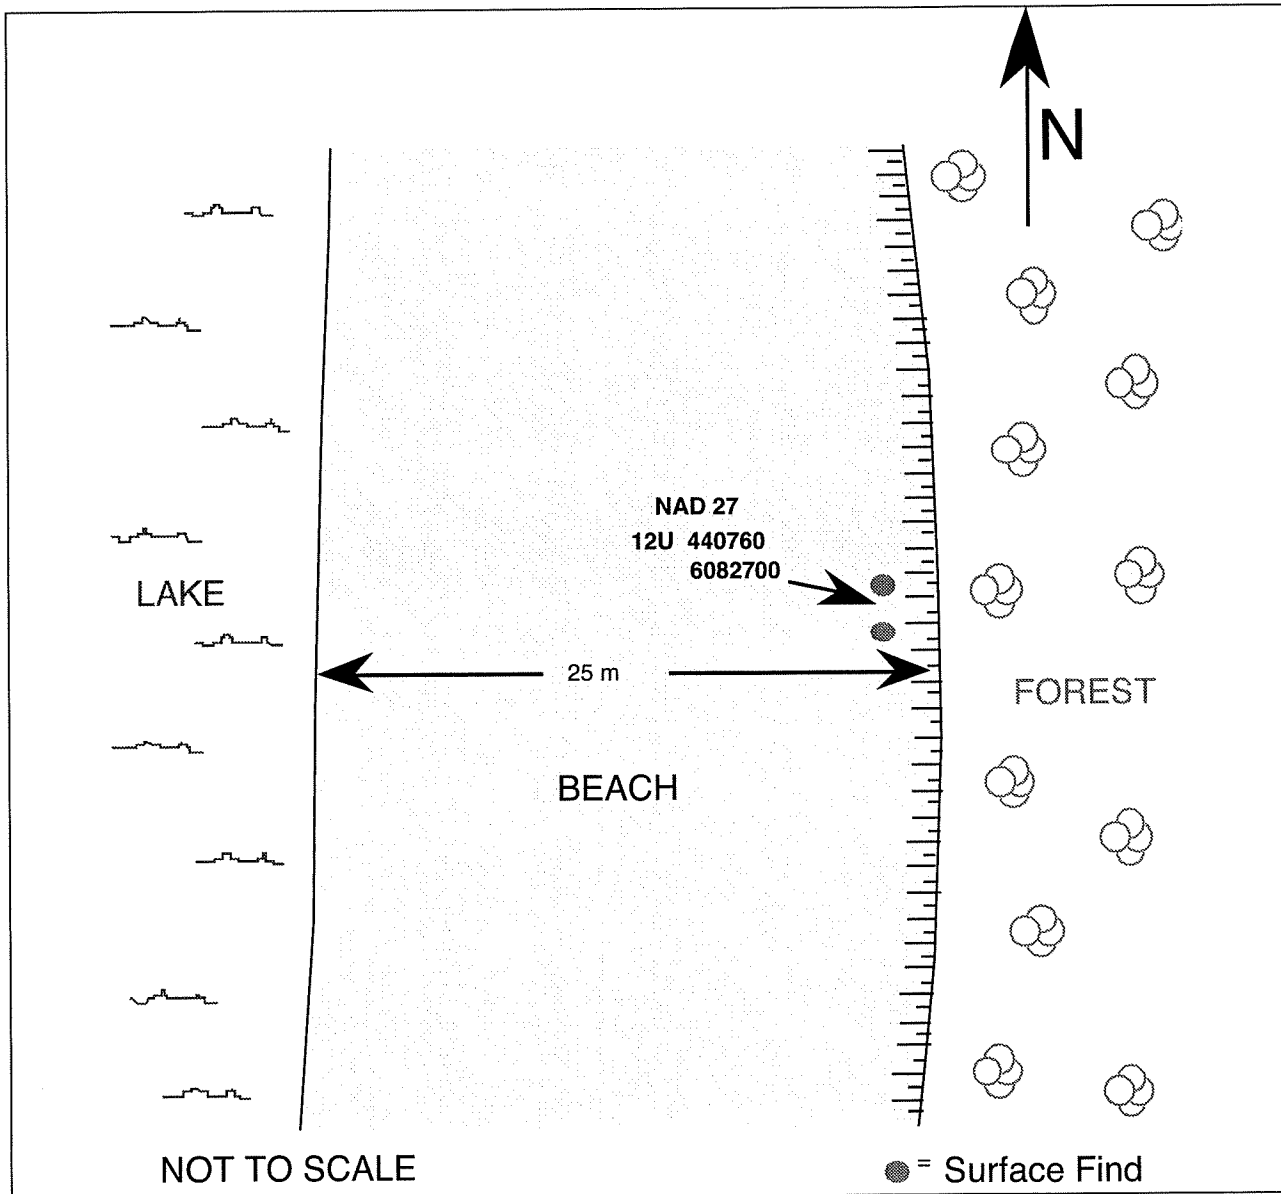 N
NAD 27
12U 440760
6082700
LAKE
25 m
FOREST
BEACH
NOT TO SCALE
= Surface Find